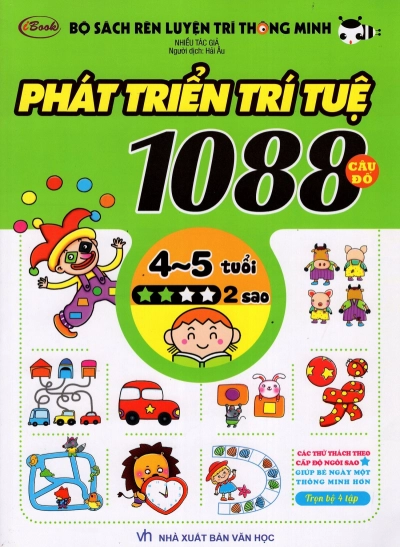 iBook
BỘ SÁCH RÈN LUYỆN TRÍ THÔNG MINH
NHIỀU TÁC GIẢ
Người dịch: Hải Âu
PHÁT TRIỂN TRÍ TUỆ
1088
CÂU
ĐỐ
4~5 tuổi
2 sao
CÁC THỬ THÁCH THEO
CẤP ĐỘ NGÔI SAO
GIÚP BÉ NGÀY MỘT
THÔNG MINH HƠN
Trọn bộ 4 tập
vh NHÀ XUẤT BẢN VĂN HỌC